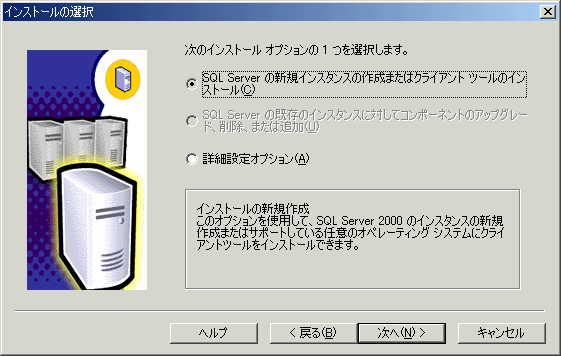 インストールの選択
次のインストール オプションの 1 つを選択します。
SQL Server の新規インスタンスの作成またはクライアント ツールのイン
ストール(C)
SQL Server の既存のインスタンスに対してコンポーネントのアップグレー
ド、削除、または追加(U)
詳細設定オプション(A)
インストールの新規作成
このオプションを使用して、SQL Server 2000 のインスタンスの新規
作成またはサポートしている任意のオペレーティング システムにクライ
アントツールをインストールできます。
ヘルプ
< 戻る(B)
次へ(N) >
キャンセル